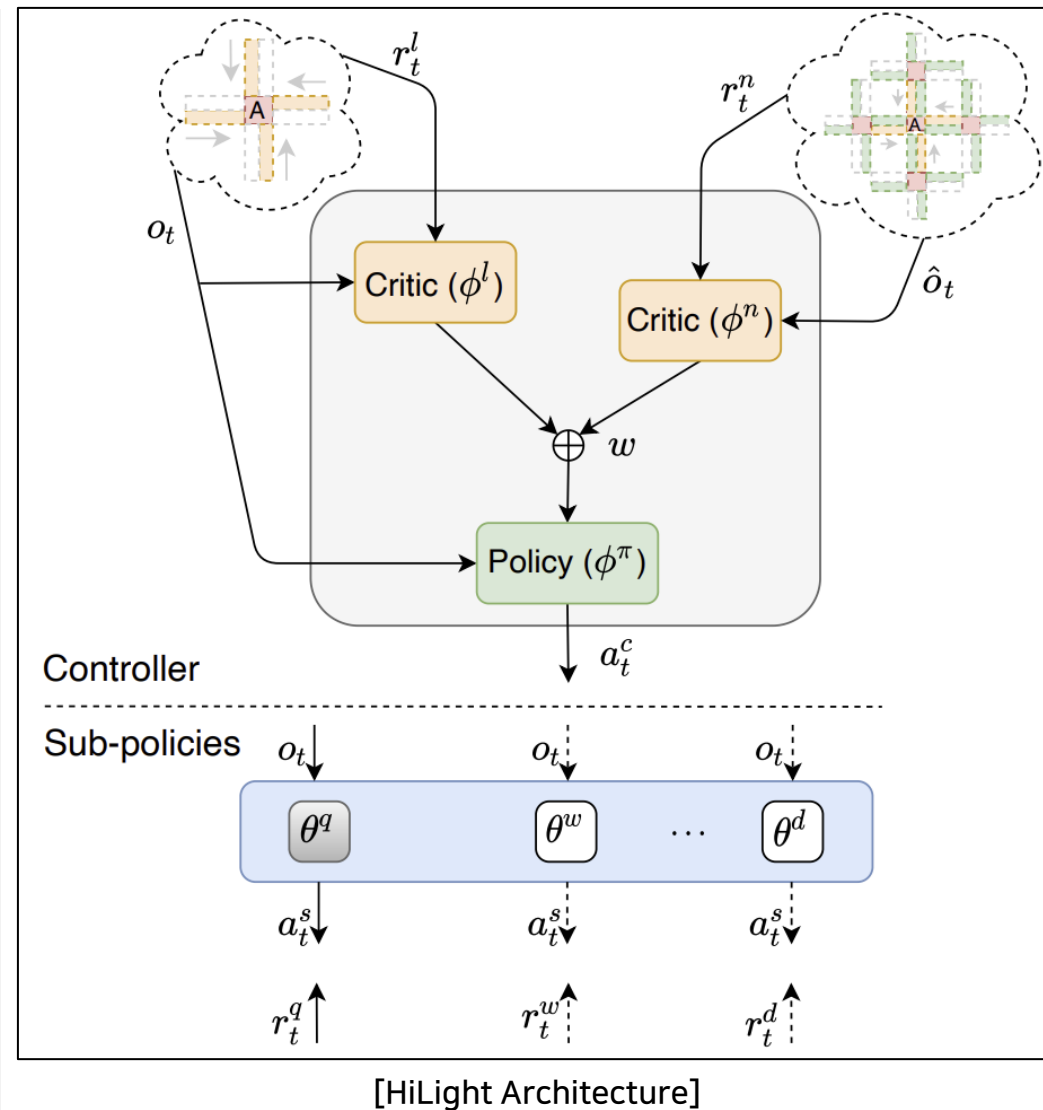 r_t^l
r_t^n
A
A
o_t
ô_t
Critic (ϕ^l)
Critic (ϕ^n)
w
Policy (ϕ^π)
a_t^c
Controller
Sub-policies
o_t o_t o_t
θ^q θ^w ... θ^d
a_t^s a_t^s a_t^s
r_t^q r_t^w r_t^d
[HiLight Architecture]